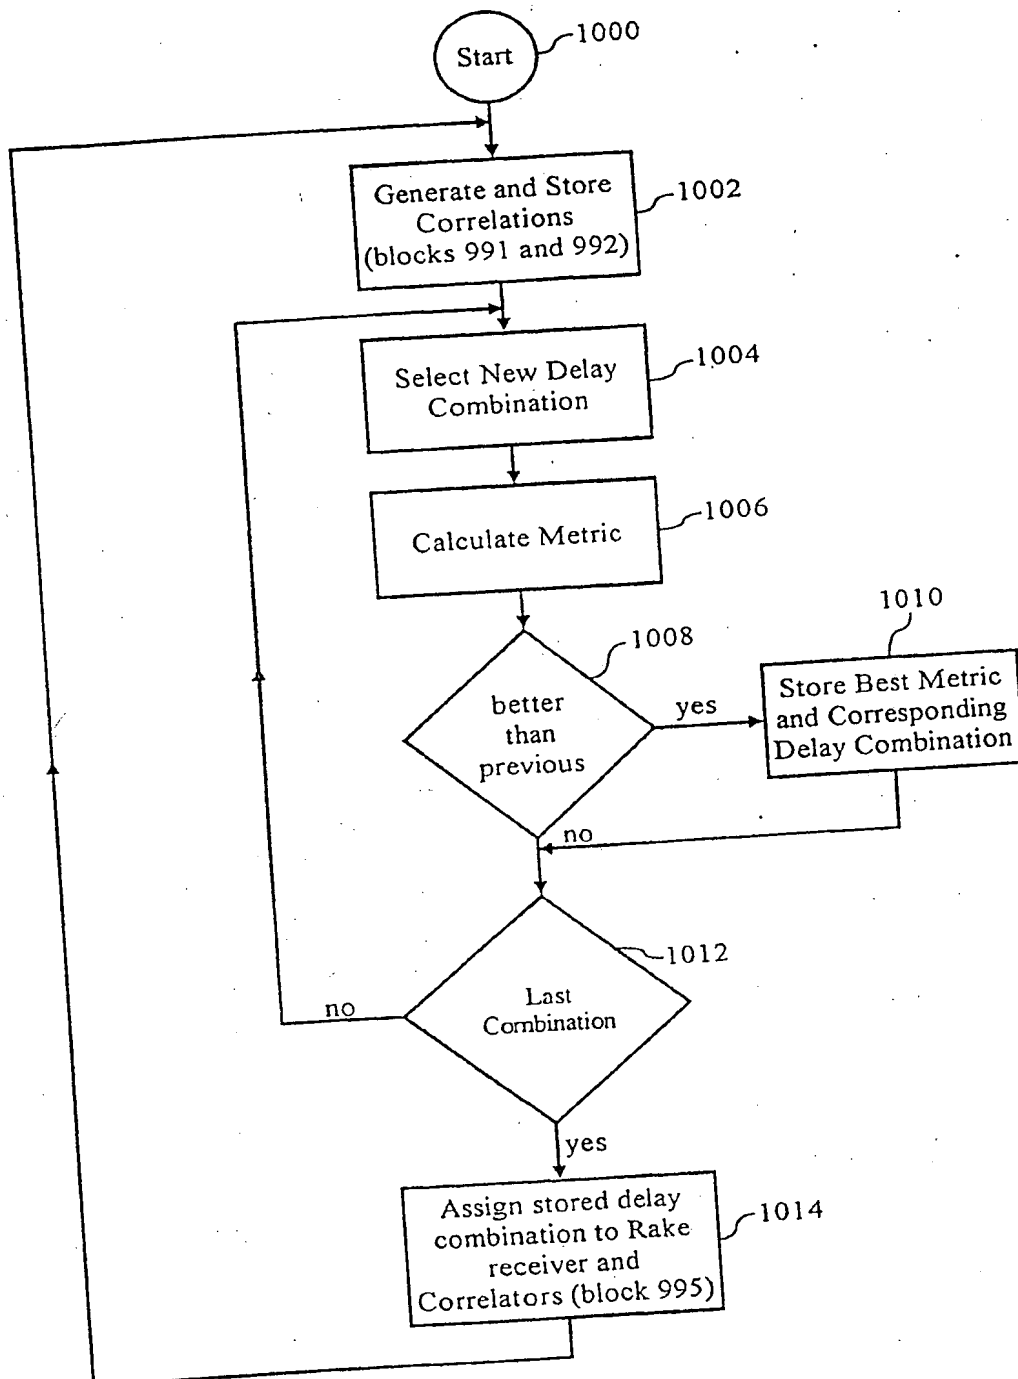 Start
1000
Generate and Store
Correlations
(blocks 991 and 992)
1002
Select New Delay
Combination
1004
Calculate Metric
1006
better
than
previous
1008
yes
1010
Store Best Metric
and Corresponding
Delay Combination
no
Last
Combination
1012
no
yes
Assign stored delay
combination to Rake
receiver and
Correlators (block 995)
1014